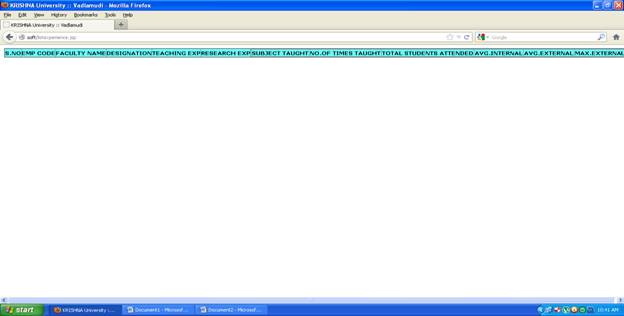 KRISHNA University :: Vadlamudi - Mozilla Firefox
File Edit View History Bookmarks Tools Help
KRISHNA University :: Vadlamudi
soft/totexperience.jsp
Google
S.NO EMP CODE FACULTY NAME DESIGNATION TEACHING EXP RESEARCH EXP SUBJECT TAUGHT NO.OF TIMES TAUGHT TOTAL STUDENTS ATTENDED AVG.INTERNAL AVG.EXTERNAL MAX.EXTERNAL
start KRISHNA University ::... Document1 - Microsof... Document2 - Microsof... 10:41 AM